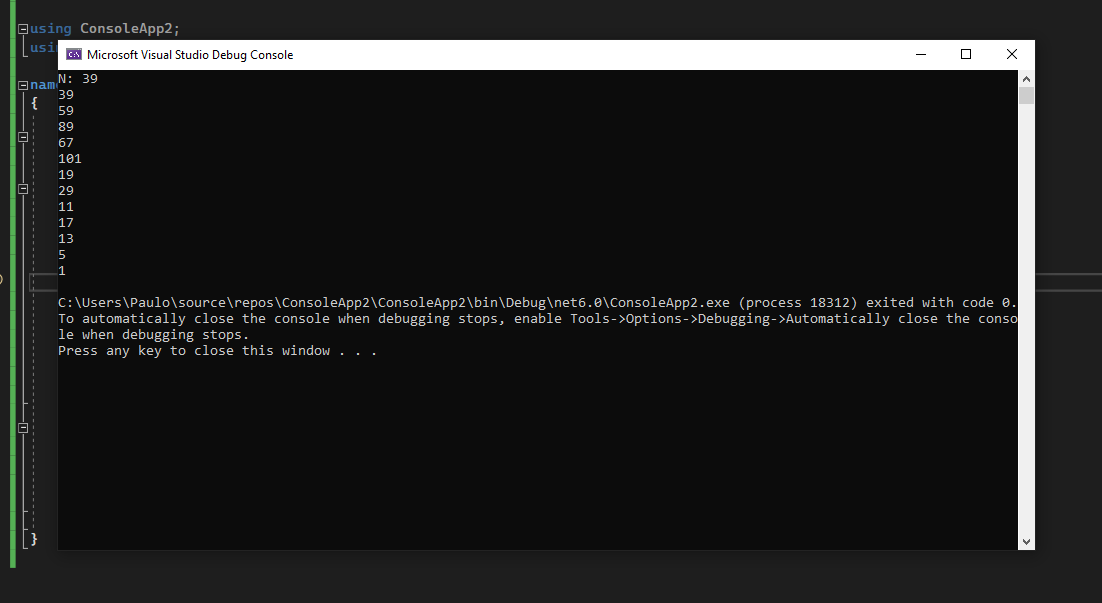 using ConsoleApp2;
usi
Microsoft Visual Studio Debug Console
nam
{
N: 39
39
59
89
67
101
19
29
11
17
13
5
1
C:\Users\Paulo\source\repos\ConsoleApp2\ConsoleApp2\bin\Debug\net6.0\ConsoleApp2.exe (process 18312) exited with code 0.
To automatically close the console when debugging stops, enable Tools->Options->Debugging->Automatically close the conso
le when debugging stops.
Press any key to close this window . . .
}